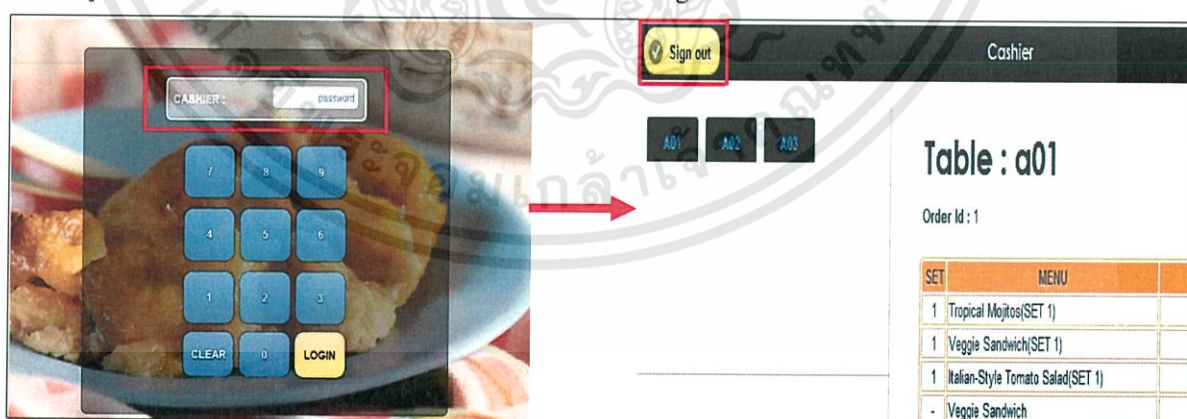 CASHIER : password
7 8 9
4 5 6
1 2 3
CLEAR 0 LOGIN
Sign out
Cashier
A01 A02 A03
Table : a01
Order Id : 1
SET MENU
1 Tropical Mojitos(SET 1)
1 Veggie Sandwich(SET 1)
1 Italian-Style Tomato Salad(SET 1)
- Veggie Sandwich